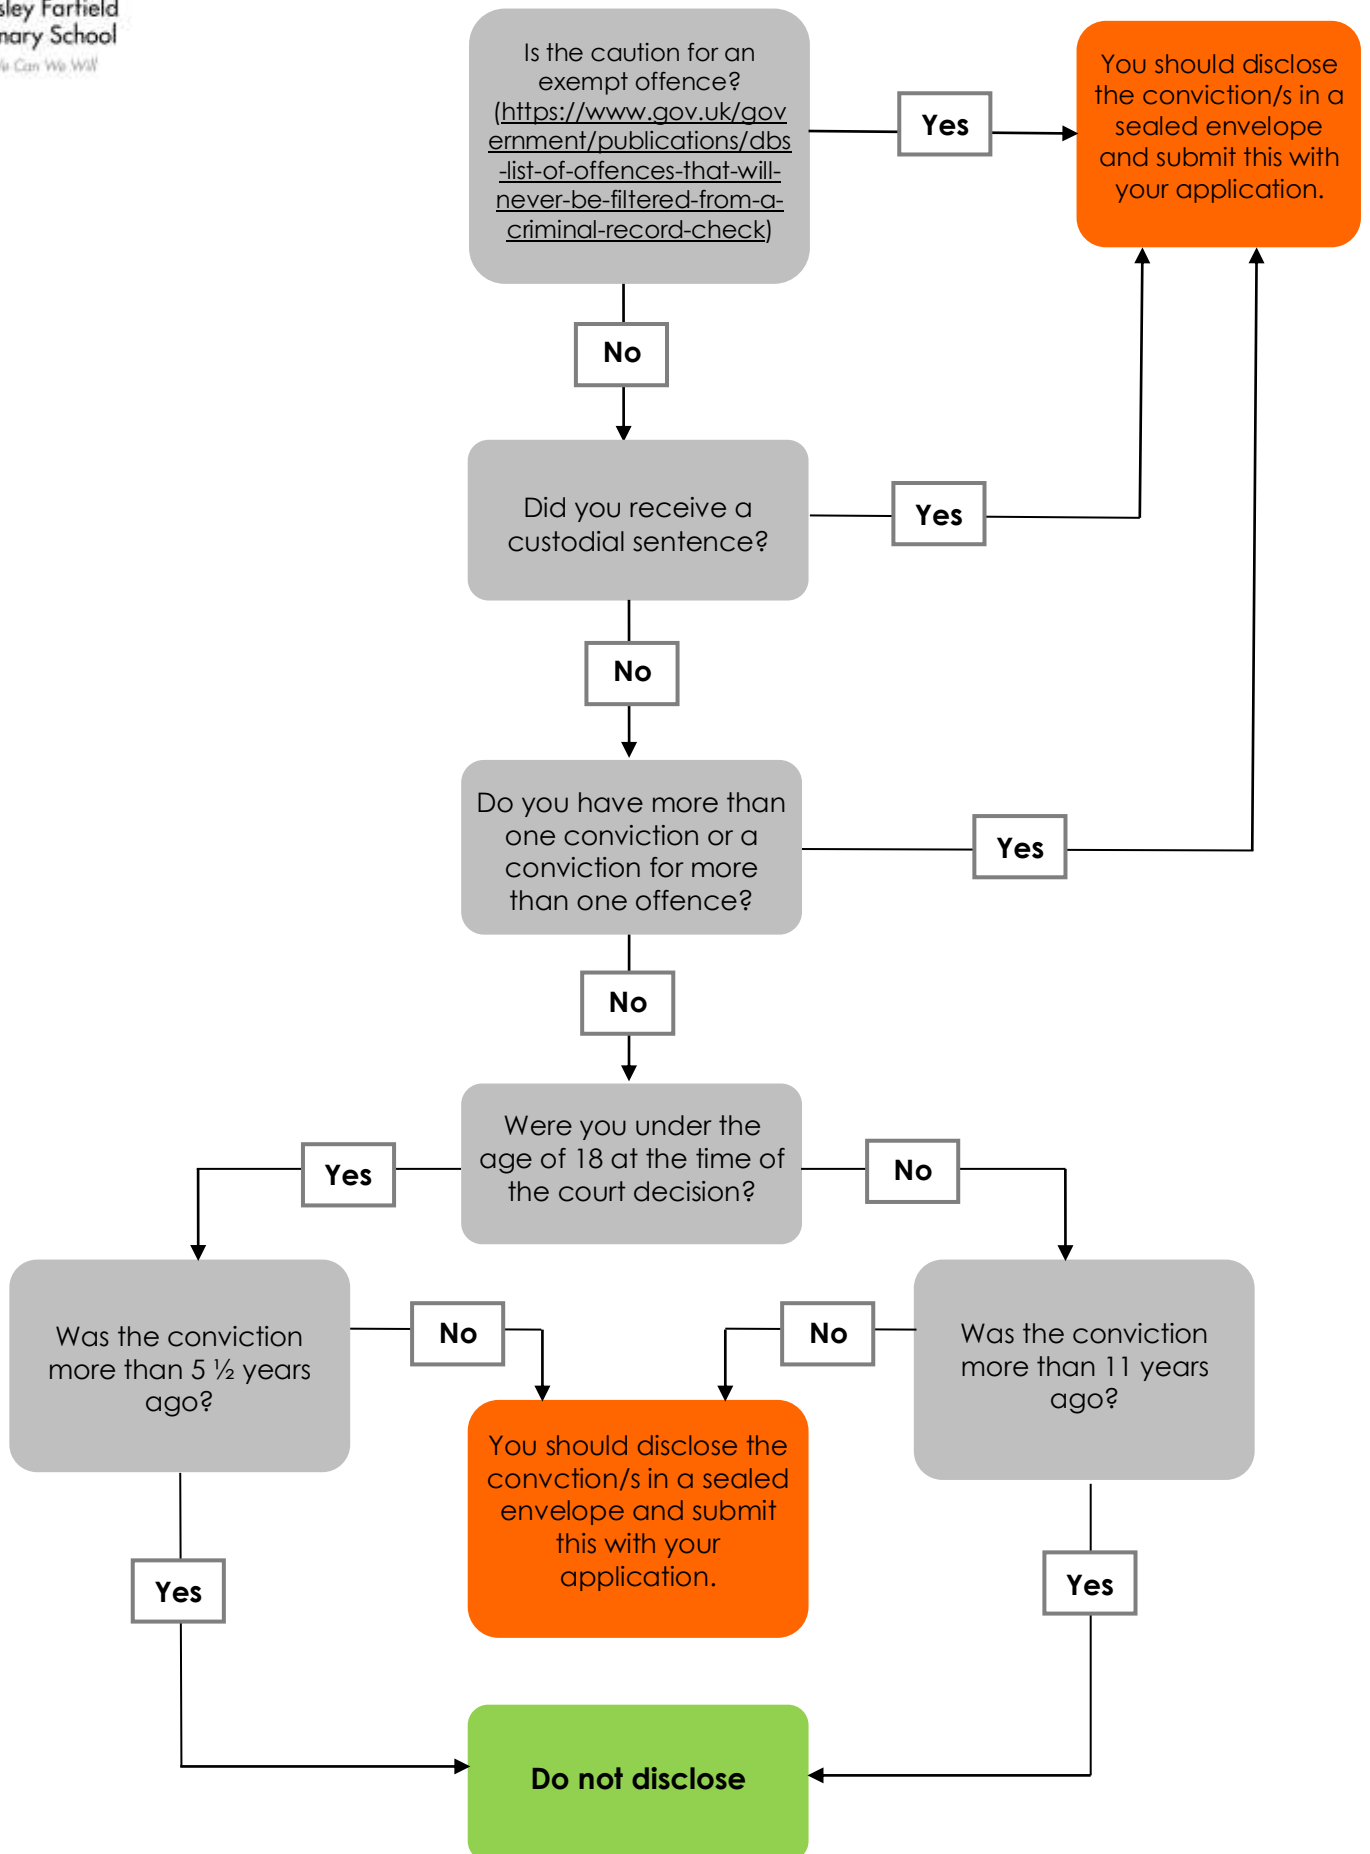 Farfield
School
We Can We Will
Is the caution for an
exempt offence?
(https://www.gov.uk/gov
ernment/publications/dbs
-list-of-offences-that-will-
never-be-filtered-from-a-
criminal-record-check)
Yes
You should disclose
the conviction/s in a
sealed envelope
and submit this with
your application.
No
Did you receive a
custodial sentence?
Yes
No
Do you have more than
one conviction or a
conviction for more
than one offence?
Yes
No
Were you under the
age of 18 at the time of
the court decision?
Yes
No
Was the conviction
more than 5 ½ years
ago?
No
No
Was the conviction
more than 11 years
ago?
You should disclose the
convction/s in a sealed
envelope and submit
this with your
application.
Yes
Yes
Do not disclose